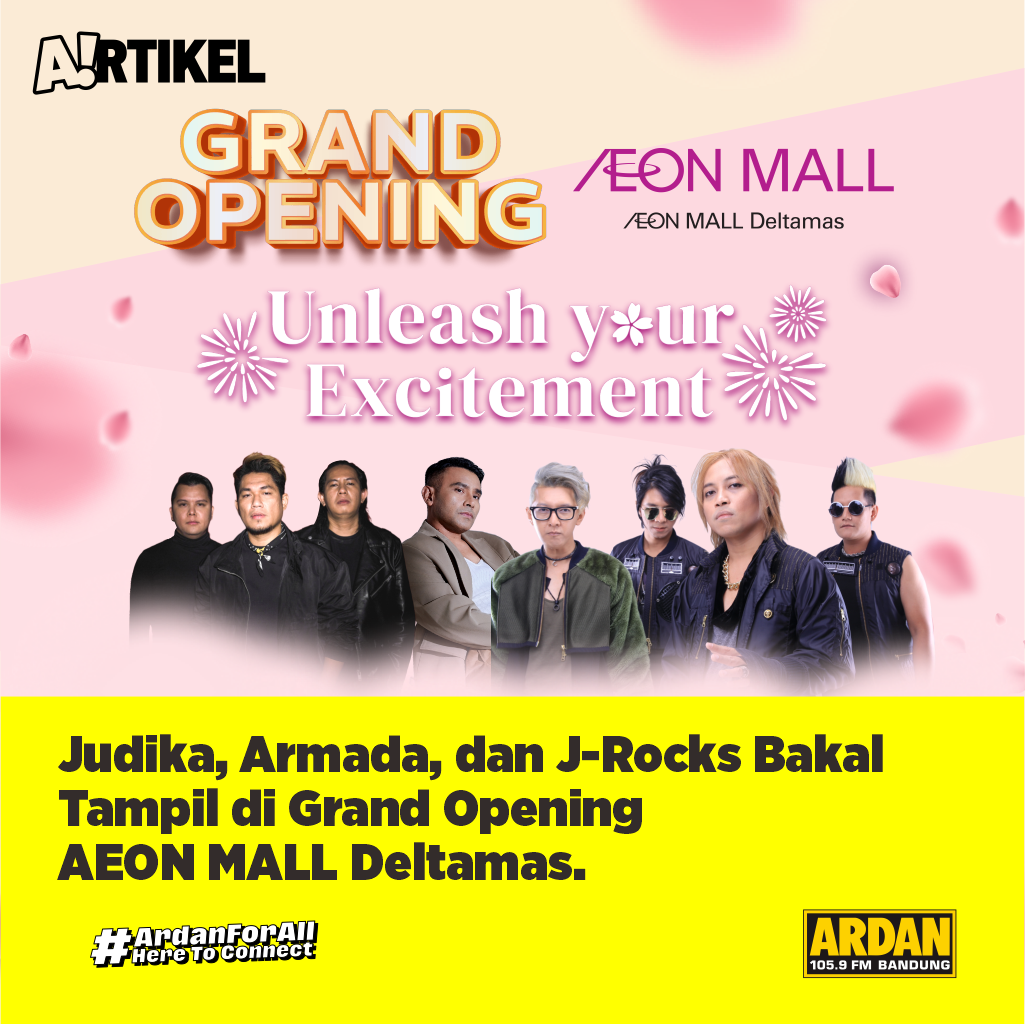 A!RTIKEL
GRAND
OPENING
ÆON MALL
ÆON MALL Deltamas
Unleash your
Excitement
Judika, Armada, dan J-Rocks Bakal
Tampil di Grand Opening
AEON MALL Deltamas.
#ArdanForAll
Here To Connect
ARDAN
105.9 FM BANDUNG